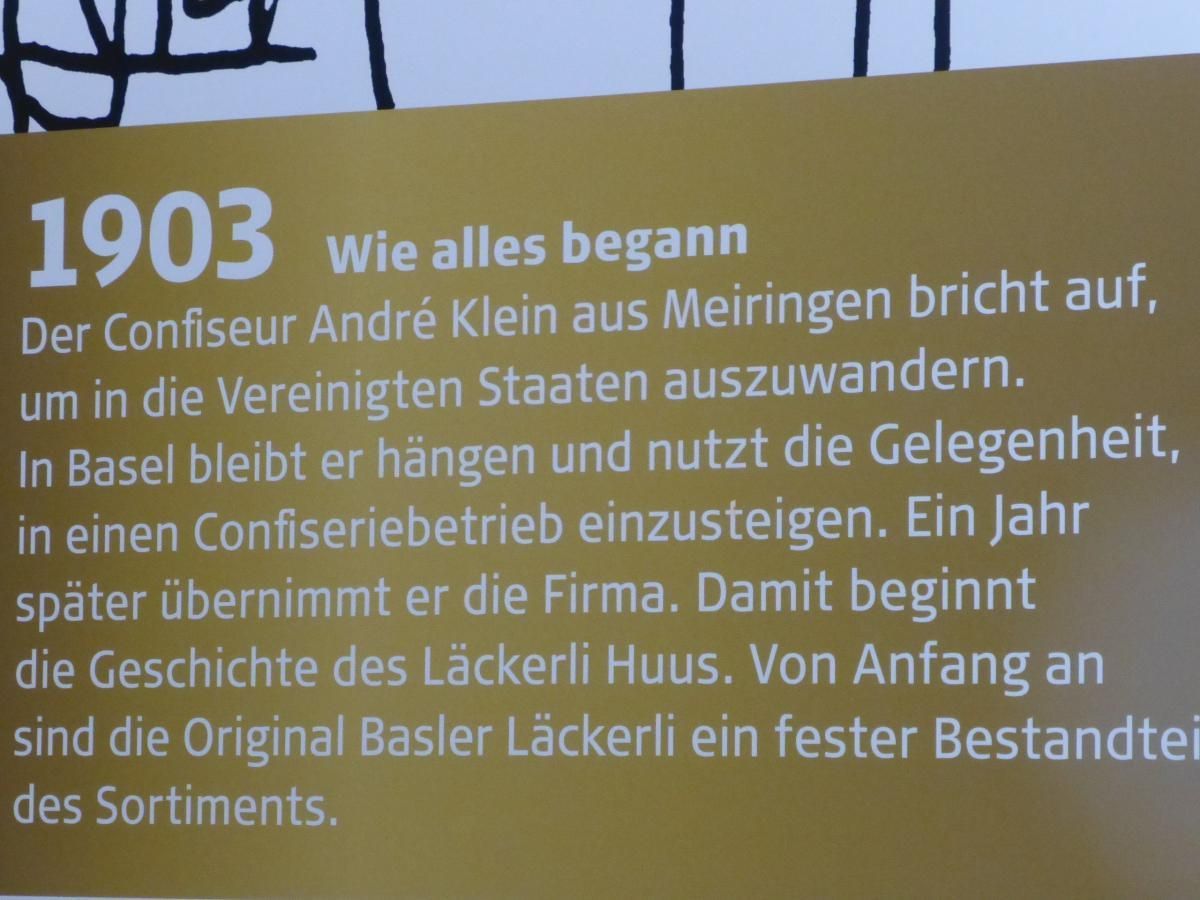 1903 Wie alles begann
Der Confiseur André Klein aus Meiringen bricht auf,
um in die Vereinigten Staaten auszuwandern.
In Basel bleibt er hängen und nutzt die Gelegenheit,
in einen Confiseriebetrieb einzusteigen. Ein Jahr
später übernimmt er die Firma. Damit beginnt
die Geschichte des Läckerli Huus. Von Anfang an
sind die Original Basler Läckerli ein fester Bestandtei
des Sortiments.